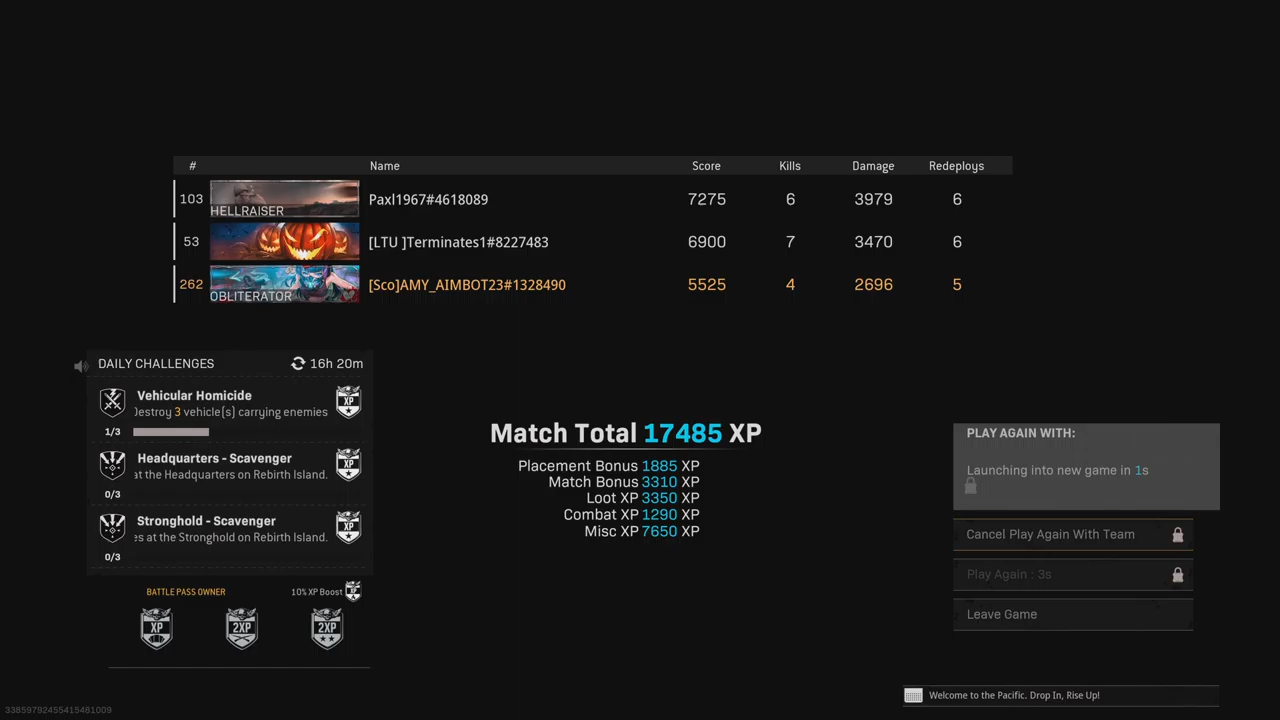 # Name Score Kills Damage Redeploys
103 HELLRAISER Paxl1967#4618089 7275 6 3979 6
53 [LTU ]Terminates1#8227483 6900 7 3470 6
262 OBLITERATOR [Sco]AMY_AIMBOT23#1328490 5525 4 2696 5
DAILY CHALLENGES 16h 20m
Vehicular Homicide XP
Destroy 3 vehicle(s) carrying enemies
1/3
Headquarters - Scavenger XP
at the Headquarters on Rebirth Island.
0/3
Stronghold - Scavenger XP
es at the Stronghold on Rebirth Island.
0/3
BATTLE PASS OWNER 10% XP Boost
XP 2XP 2XP
Match Total 17485 XP
Placement Bonus 1885 XP
Match Bonus 3310 XP
Loot XP 3350 XP
Combat XP 1290 XP
Misc XP 7650 XP
PLAY AGAIN WITH:
Launching into new game in 1s
Cancel Play Again With Team
Play Again : 3s
Leave Game
Welcome to the Pacific. Drop In, Rise Up!
33859792455415481009